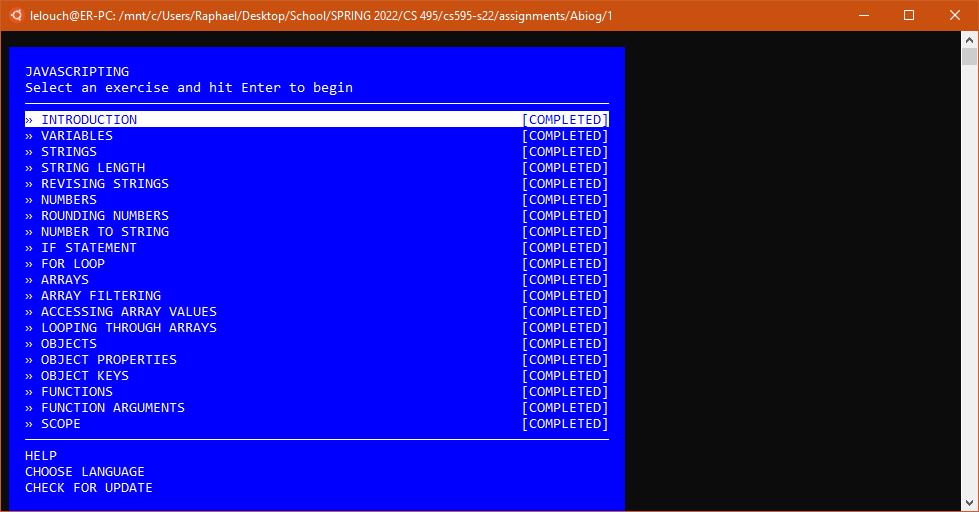 lelouch@ER-PC: /mnt/c/Users/Raphael/Desktop/School/SPRING 2022/CS 495/cs595-s22/assignments/Abiog/1
JAVASCRIPTING
Select an exercise and hit Enter to begin
» INTRODUCTION [COMPLETED]
» VARIABLES [COMPLETED]
» STRINGS [COMPLETED]
» STRING LENGTH [COMPLETED]
» REVISING STRINGS [COMPLETED]
» NUMBERS [COMPLETED]
» ROUNDING NUMBERS [COMPLETED]
» NUMBER TO STRING [COMPLETED]
» IF STATEMENT [COMPLETED]
» FOR LOOP [COMPLETED]
» ARRAYS [COMPLETED]
» ARRAY FILTERING [COMPLETED]
» ACCESSING ARRAY VALUES [COMPLETED]
» LOOPING THROUGH ARRAYS [COMPLETED]
» OBJECTS [COMPLETED]
» OBJECT PROPERTIES [COMPLETED]
» OBJECT KEYS [COMPLETED]
» FUNCTIONS [COMPLETED]
» FUNCTION ARGUMENTS [COMPLETED]
» SCOPE [COMPLETED]
HELP
CHOOSE LANGUAGE
CHECK FOR UPDATE